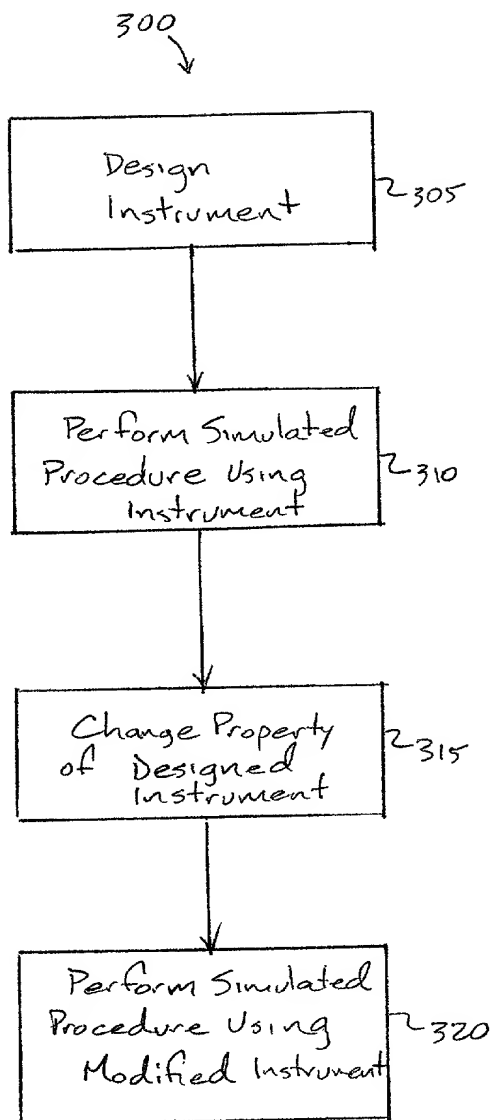 300
Design
Instrument
305
Perform Simulated
Procedure Using
Instrument
310
Change Property
of Designed
Instrument
315
Perform Simulated
Procedure Using
Modified Instrument
320